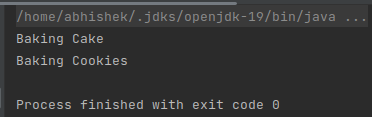 /home/abhishek/.jdks/openjdk-19/bin/java ...
Baking Cake
Baking Cookies
Process finished with exit code 0